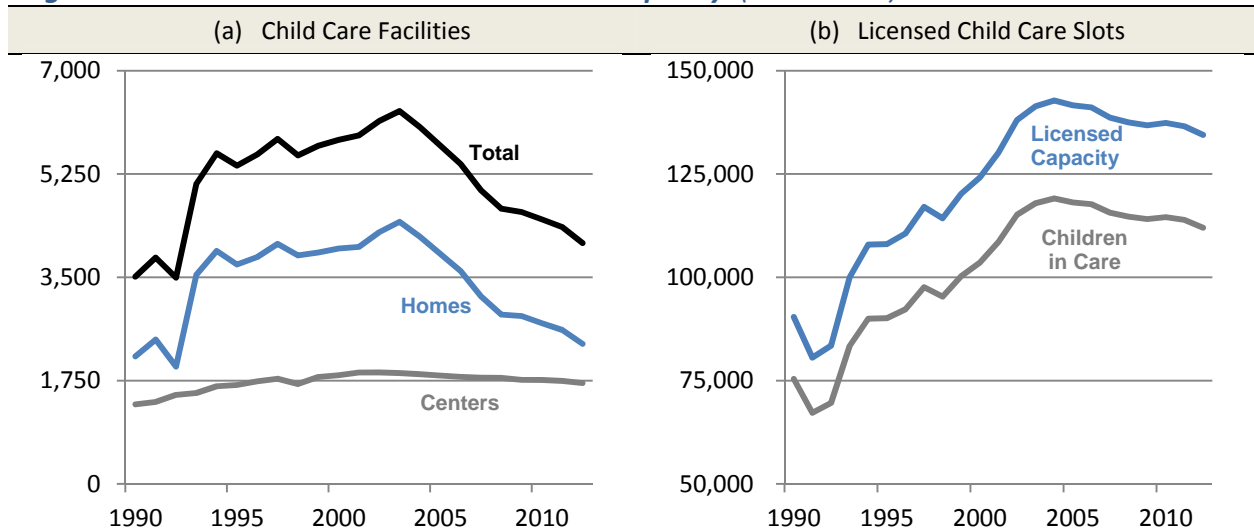 (a) Child Care Facilities
(b) Licensed Child Care Slots
7,000
5,250
3,500
1,750
0
Total
Homes
Centers
1990 1995 2000 2005 2010
150,000
125,000
100,000
75,000
50,000
Licensed
Capacity
Children
in Care
1990 1995 2000 2005 2010